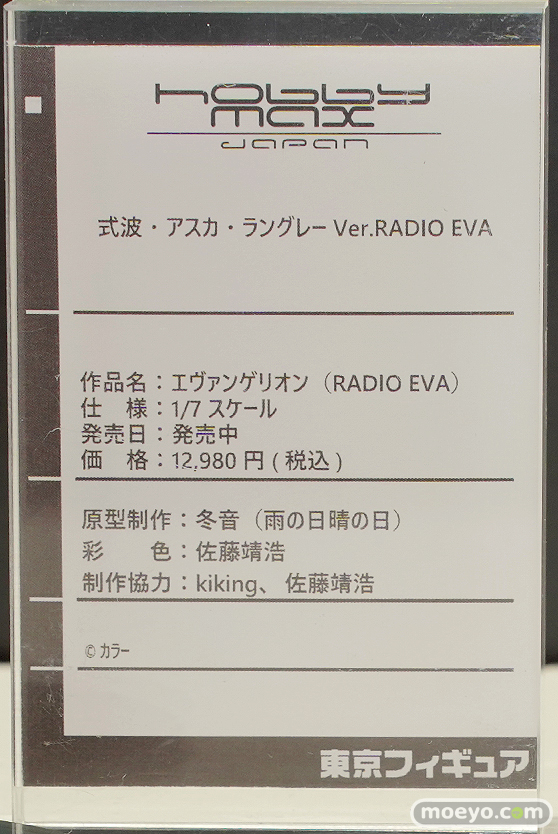 hobby
max
japan
式波・アスカ・ラングレー Ver.RADIO EVA
作品名：エヴァンゲリオン（RADIO EVA）
仕　様：1/7 スケール
発売日：発売中
価　格：12,980 円 ( 税込 )
原型制作：冬音（雨の日晴の日）
彩　　色：佐藤靖浩
制作協力：kiking、佐藤靖浩
© カラー
東京フィギュア
moeyo.com